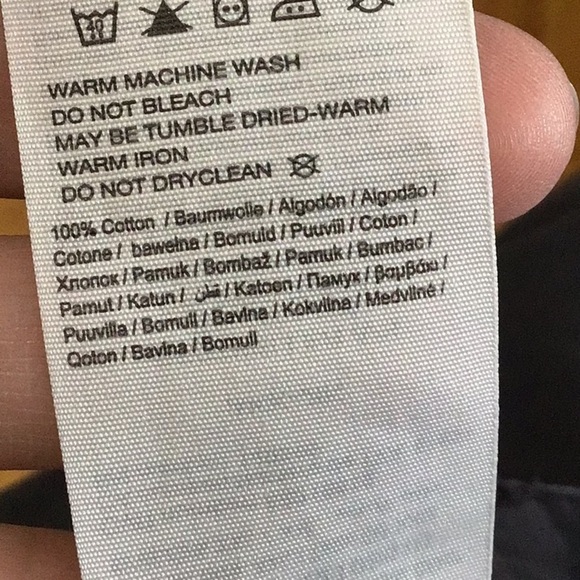 40
WARM MACHINE WASH
DO NOT BLEACH
MAY BE TUMBLE DRIED-WARM
WARM IRON
DO NOT DRYCLEAN
100% Cotton / Baumwolle / Algodón / Algodão /
Cotone / bawełna / Bomuld / Puuvill / Coton /
Хлопок / Pamuk / Bombaž / Pamuk / Bumbac /
Pamut / Katun / قطن / Katoen / Памук / βαμβάκι /
Puuvilla / Bomull / Bavlna / Kokvilna / Medvilnė /
Qoton / Bavlna / Bomull